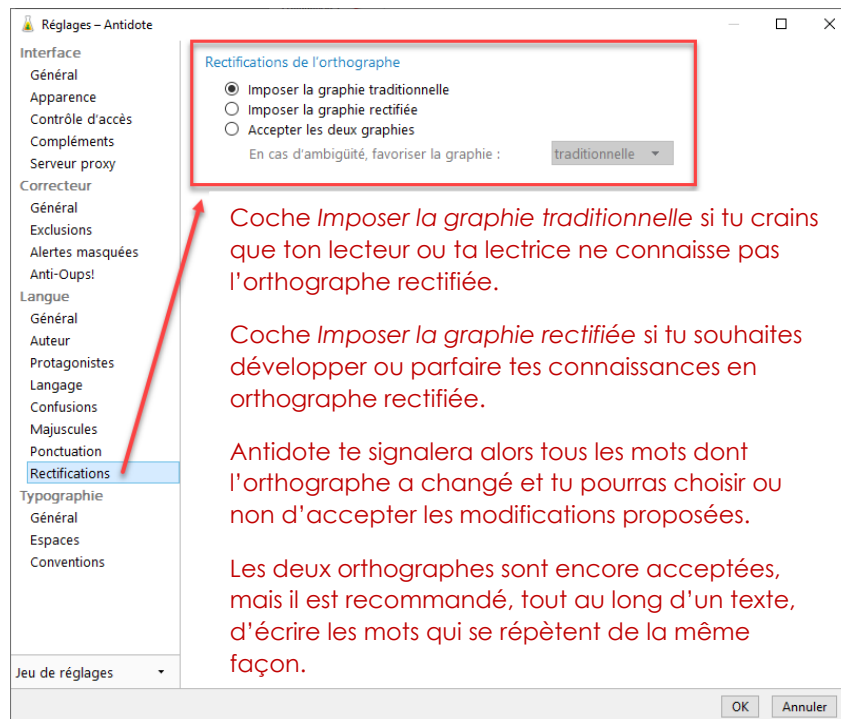 Réglages – Antidote
Interface
Général
Apparence
Contrôle d'accès
Compléments
Serveur proxy
Correcteur
Général
Exclusions
Alertes masquées
Anti-Oups!
Langue
Général
Auteur
Protagonistes
Langage
Confusions
Majuscules
Ponctuation
Rectifications
Typographie
Général
Espaces
Conventions
Jeu de réglages
Rectifications de l'orthographe
Imposer la graphie traditionnelle
Imposer la graphie rectifiée
Accepter les deux graphies
En cas d'ambigüité, favoriser la graphie : traditionnelle
Coche Imposer la graphie traditionnelle si tu crains
que ton lecteur ou ta lectrice ne connaisse pas
l’orthographe rectifiée.
Coche Imposer la graphie rectifiée si tu souhaites
développer ou parfaire tes connaissances en
orthographe rectifiée.
Antidote te signalera alors tous les mots dont
l’orthographe a changé et tu pourras choisir ou
non d’accepter les modifications proposées.
Les deux orthographes sont encore acceptées,
mais il est recommandé, tout au long d’un texte,
d’écrire les mots qui se répètent de la même
façon.
OK Annuler